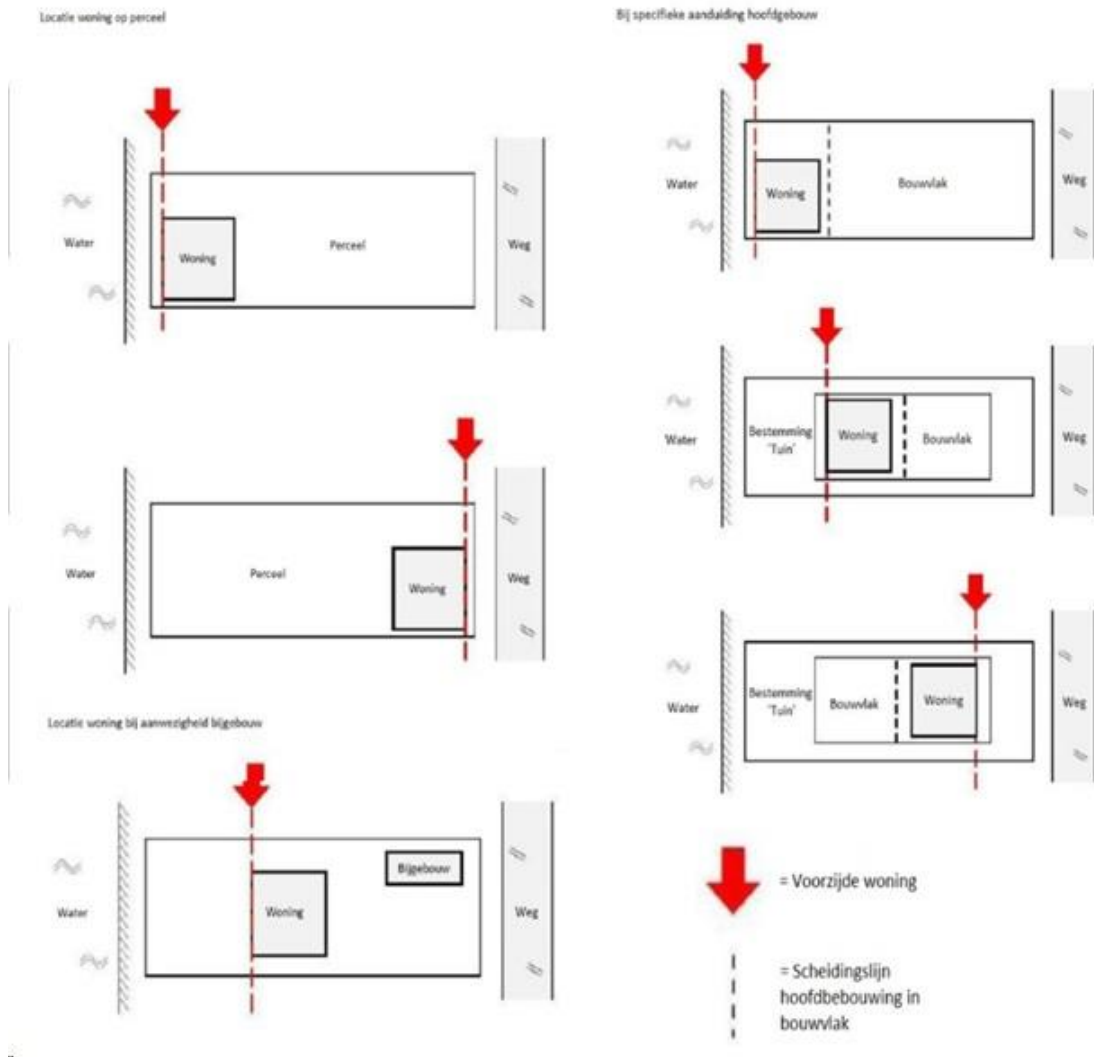 Locatie woning op perceel
Water
Woning
Perceel
Weg
Water
Perceel
Woning
Weg
Locatie woning bij aanwezigheid bijgebouw
Water
Woning
Bijgebouw
Weg
Bij specifieke aanduiding hoofdgebouw
Water
Woning
Bouwvlak
Weg
Water
Bestemming
'Tuin'
Woning
Bouwvlak
Weg
Water
Bestemming
'Tuin'
Bouwvlak
Woning
Weg
= Voorzijde woning
= Scheidingslijn
hoofdbebouwing in
bouwvlak